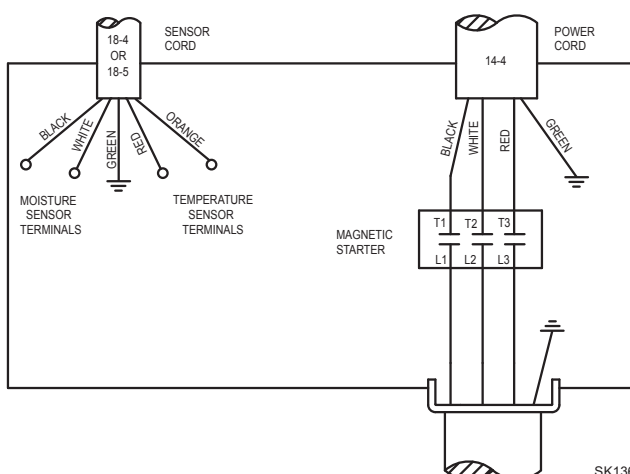 18-4
OR
18-5
SENSOR
CORD
14-4
POWER
CORD
BLACK
WHITE
GREEN
RED
ORANGE
BLACK
WHITE
RED
GREEN
MOISTURE
SENSOR
TERMINALS
TEMPERATURE
SENSOR
TERMINALS
MAGNETIC
STARTER
T1 T2 T3
L1 L2 L3